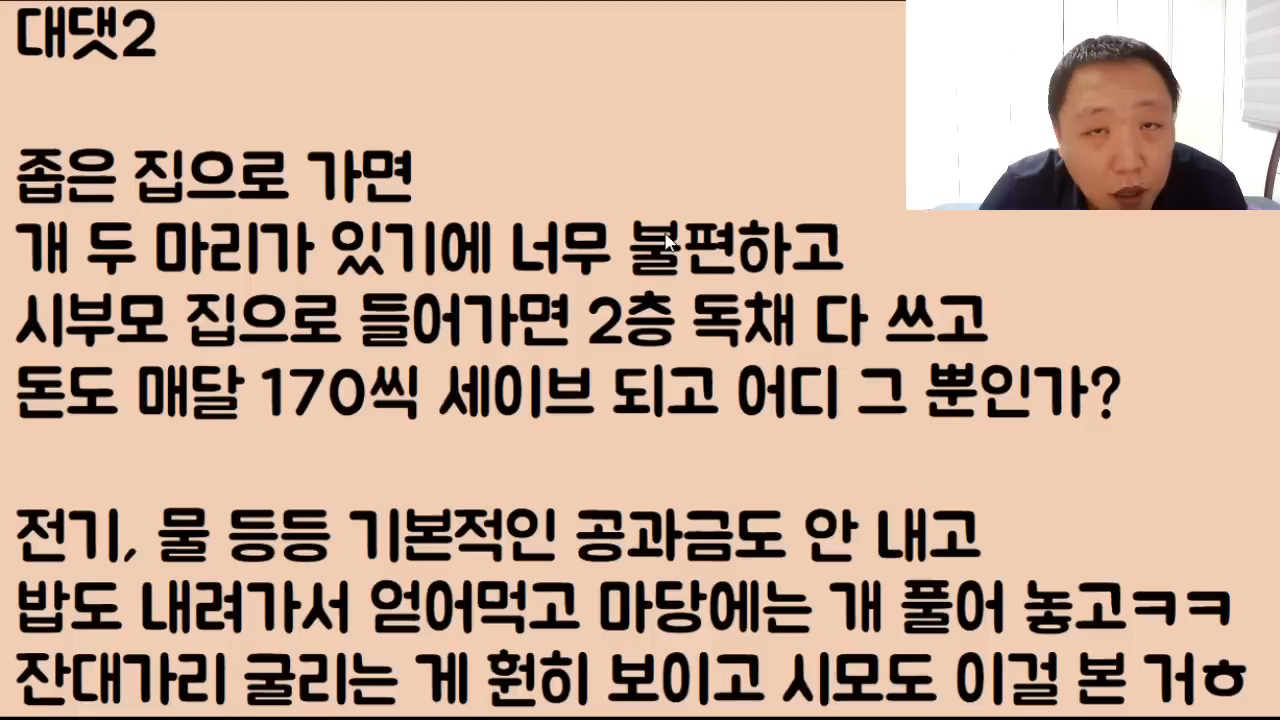 대댓2
좁은 집으로 가면
개 두 마리가 있기에 너무 불편하고
시부모 집으로 들어가면 2층 독채 다 쓰고
돈도 매달 170씩 세이브 되고 어디 그 뿐인가?
전기, 물 등등 기본적인 공과금도 안 내고
밥도 내려가서 얻어먹고 마당에는 개 풀어 놓고ㅋㅋ
잔대가리 굴리는 게 훤히 보이고 시모도 이걸 본 거ㅎ